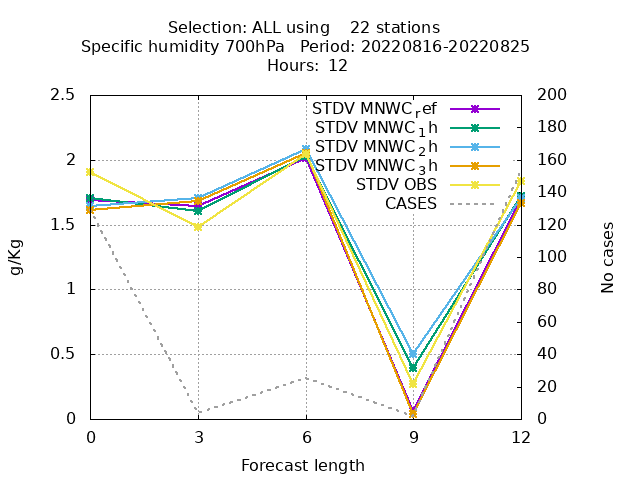 Selection: ALL using    22 stations
Specific humidity 700hPa   Period: 20220816-20220825
Hours:  12
STDV MNWC_ref
STDV MNWC_1h
STDV MNWC_2h
STDV MNWC_3h
STDV OBS
CASES
2.5
2
1.5
1
0.5
0
g/Kg
200
180
160
140
120
100
80
60
40
20
0
No cases
0 3 6 9 12
Forecast length